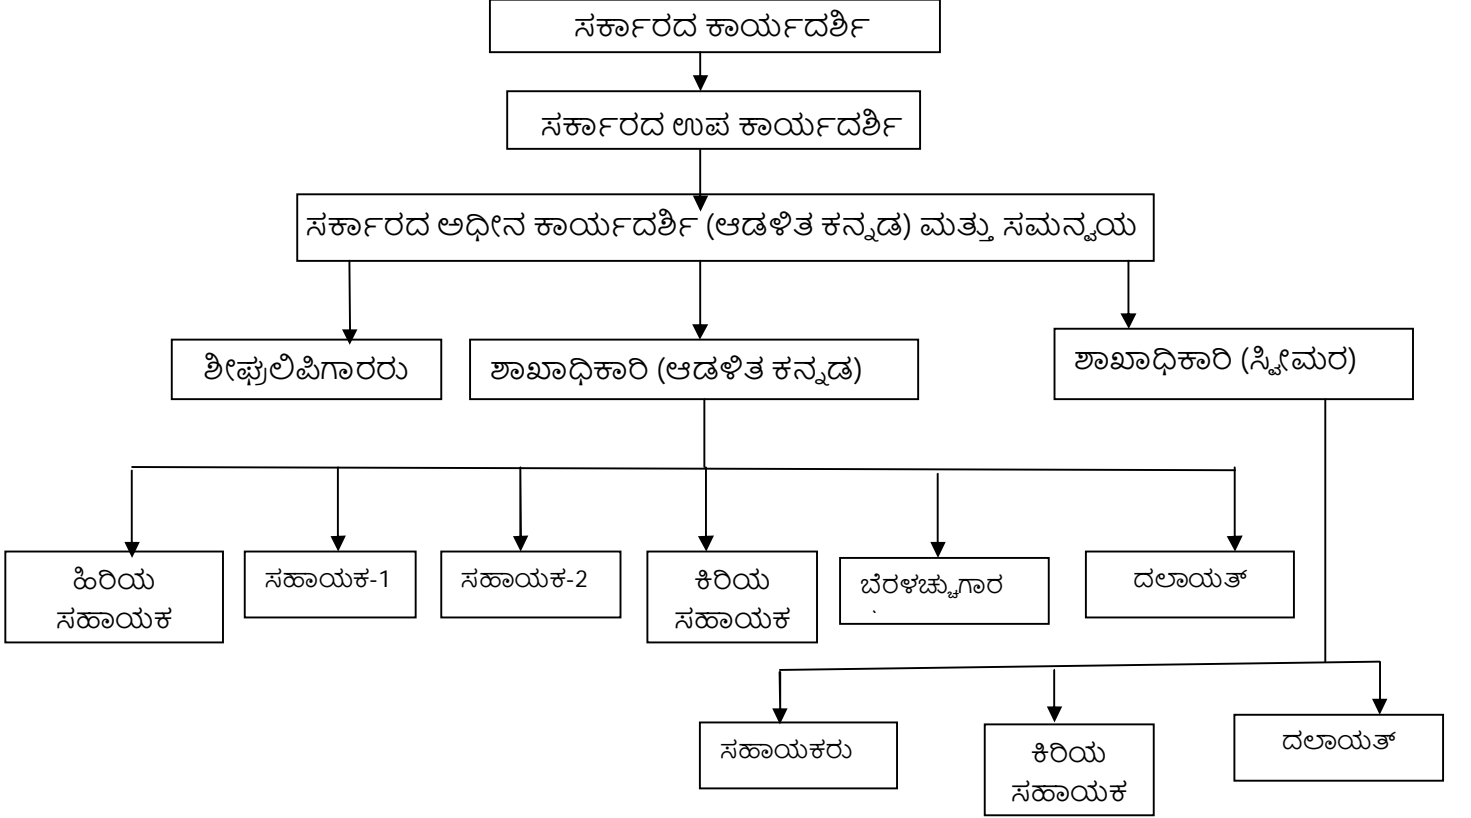 ಸರ್ಕಾರದ ಕಾರ್ಯದರ್ಶಿ
ಸರ್ಕಾರದ ಉಪ ಕಾರ್ಯದರ್ಶಿ
ಸರ್ಕಾರದ ಅಧೀನ ಕಾರ್ಯದರ್ಶಿ (ಆಡಳಿತ ಕನ್ನಡ) ಮತ್ತು ಸಮನ್ವಯ
ಶೀಘ್ರಲಿಪಿಗಾರರು
ಶಾಖಾಧಿಕಾರಿ (ಆಡಳಿತ ಕನ್ನಡ)
ಶಾಖಾಧಿಕಾರಿ (ಸ್ವೀಮರ)
ಹಿರಿಯ
ಸಹಾಯಕ
ಸಹಾಯಕ-1
ಸಹಾಯಕ-2
ಕಿರಿಯ
ಸಹಾಯಕ
ಬೆರಳಚ್ಚುಗಾರ
ದಲಾಯತ್
ಸಹಾಯಕರು
ಕಿರಿಯ
ಸಹಾಯಕ
ದಲಾಯತ್